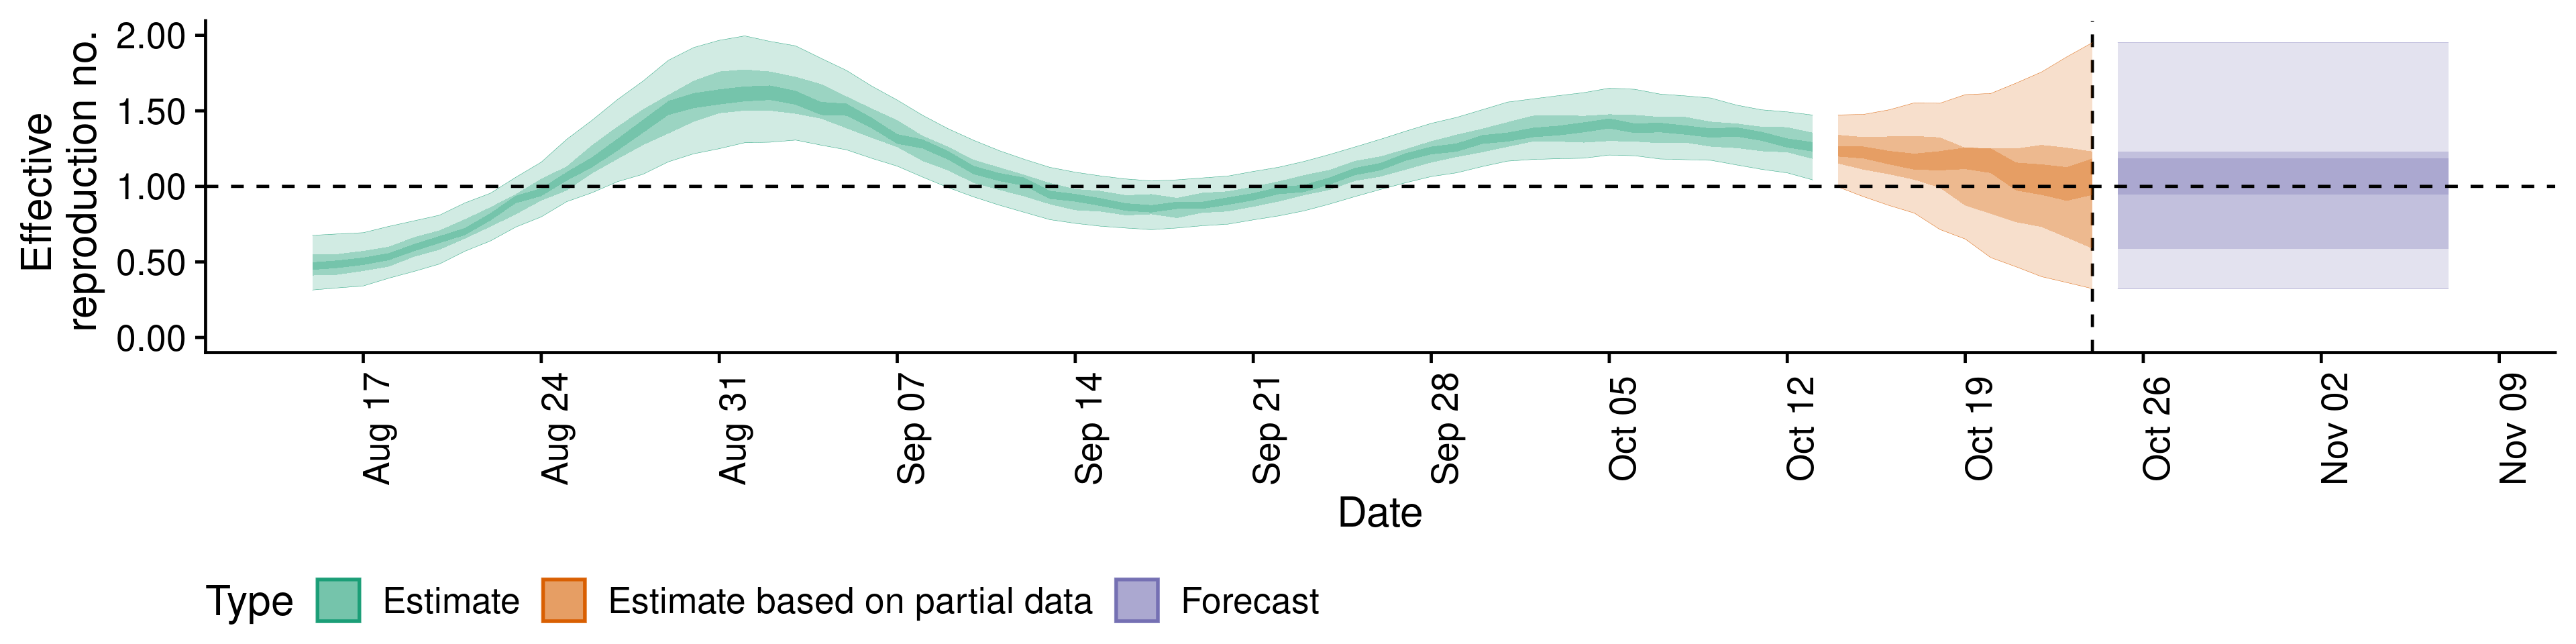 Effective
reproduction no.
2.00
1.50
1.00
0.50
0.00
Aug 17
Aug 24
Aug 31
Sep 07
Sep 14
Sep 21
Sep 28
Oct 05
Oct 12
Oct 19
Oct 26
Nov 02
Nov 09
Date
Type Estimate Estimate based on partial data Forecast